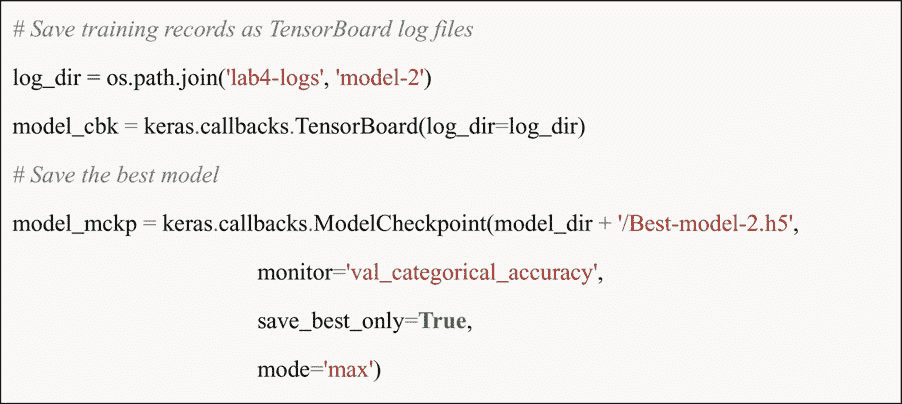 # Save training records as TensorBoard log files
log_dir = os.path.join('lab4-logs', 'model-2')
model_cbk = keras.callbacks.TensorBoard(log_dir=log_dir)
# Save the best model
model_mckp = keras.callbacks.ModelCheckpoint(model_dir + '/Best-model-2.h5',
monitor='val_categorical_accuracy',
save_best_only=True,
mode='max')